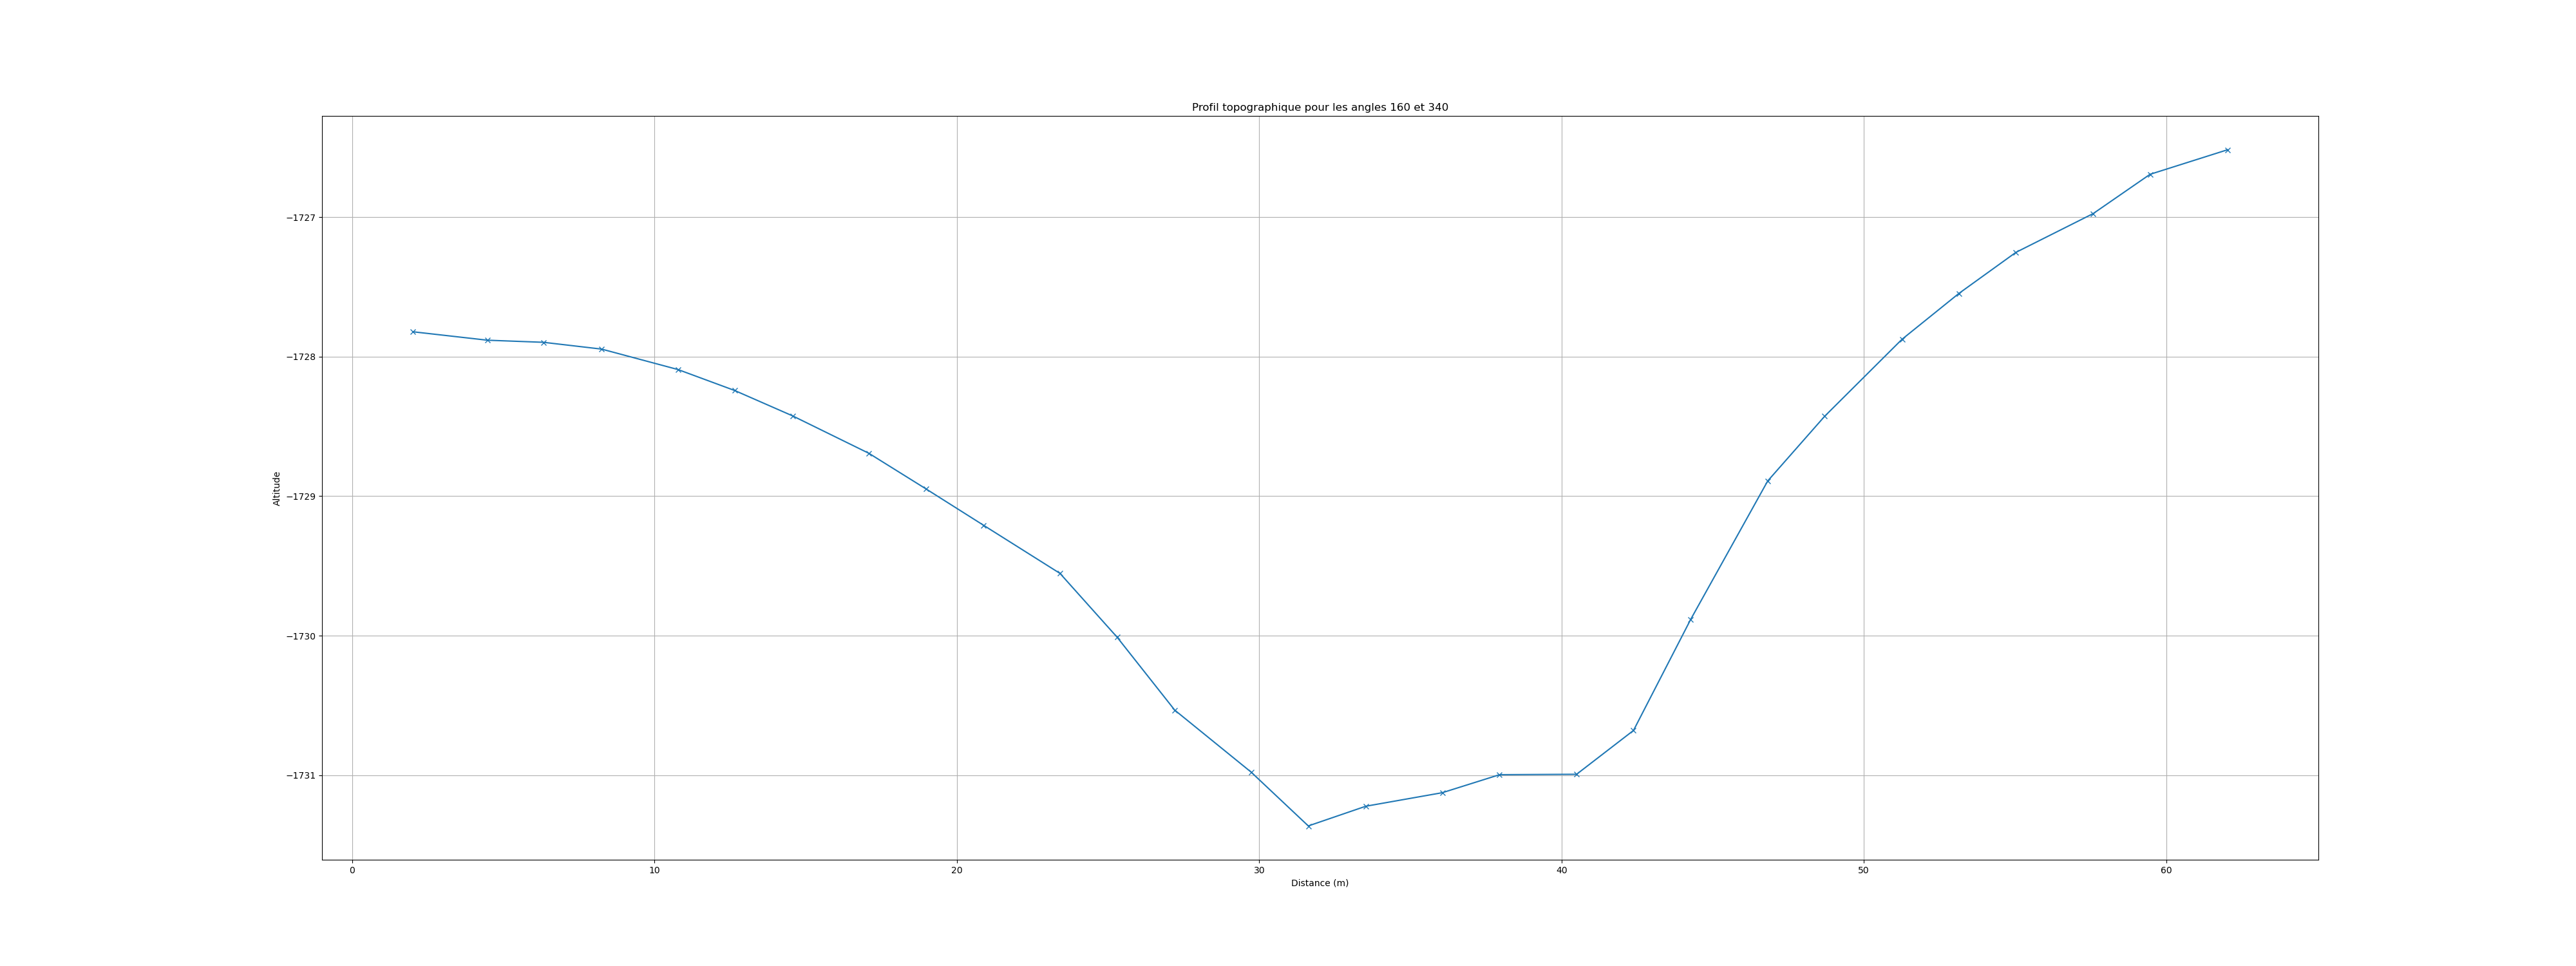 Profil topographique pour les angles 160 et 340
Altitude
−1727
−1728
−1729
−1730
−1731
0 10 20 30 40 50 60
Distance (m)